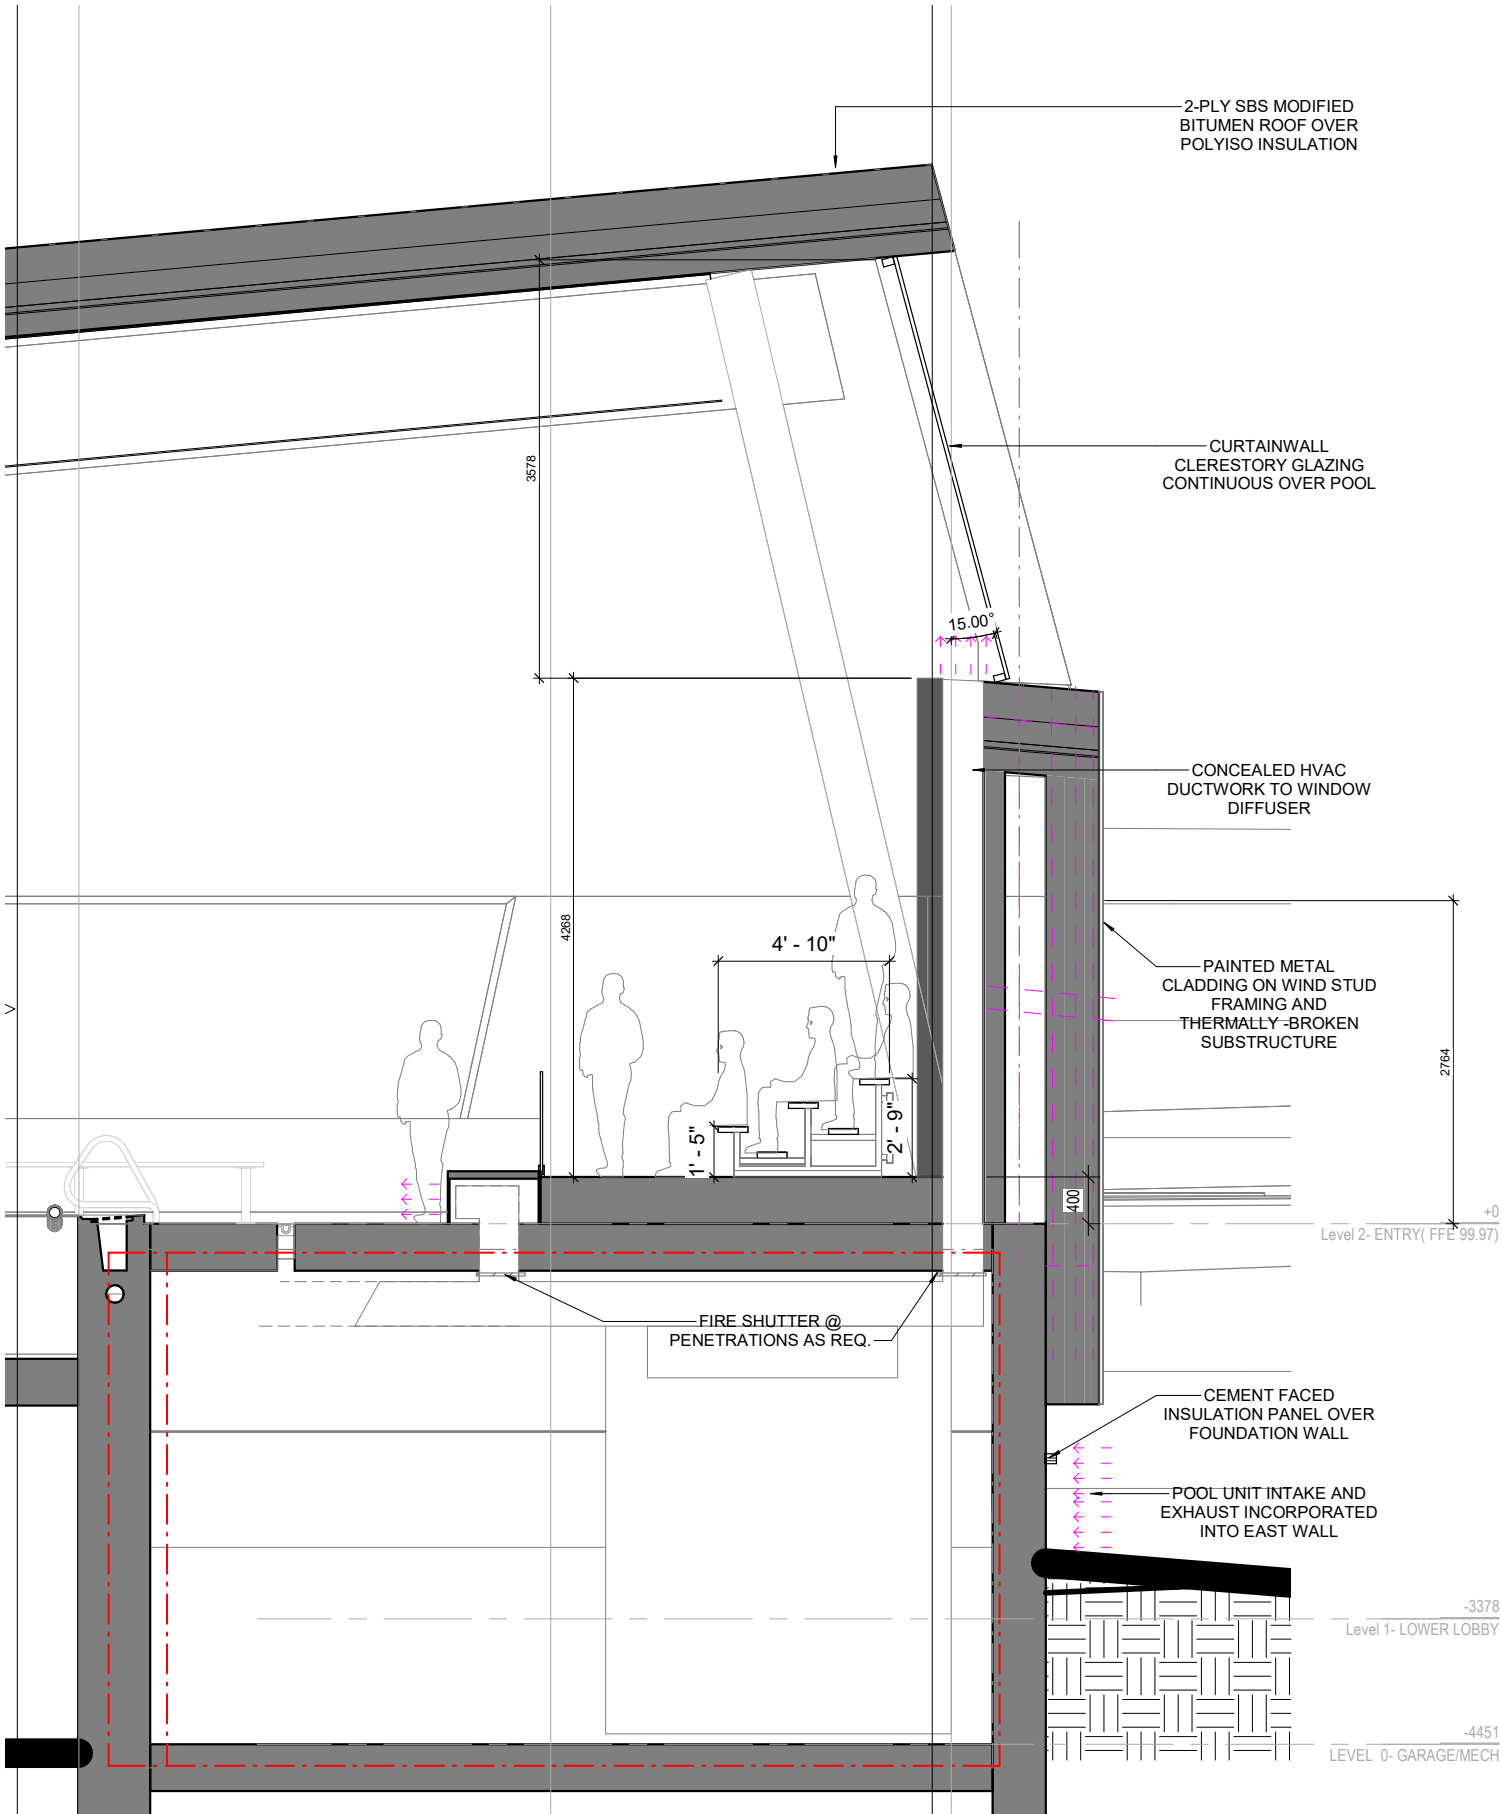 2-PLY SBS MODIFIED
BITUMEN ROOF OVER
POLYISO INSULATION
CURTAINWALL
CLERESTORY GLAZING
CONTINUOUS OVER POOL
3578
15.00°
CONCEALED HVAC
DUCTWORK TO WINDOW
DIFFUSER
4268
4' - 10"
PAINTED METAL
CLADDING ON WIND STUD
FRAMING AND
THERMALLY -BROKEN
SUBSTRUCTURE
2764
1' - 5"
2' - 9"
400
+0
Level 2- ENTRY( FFE 99.97)
FIRE SHUTTER @
PENETRATIONS AS REQ.
CEMENT FACED
INSULATION PANEL OVER
FOUNDATION WALL
POOL UNIT INTAKE AND
EXHAUST INCORPORATED
INTO EAST WALL
-3378
Level 1- LOWER LOBBY
-4451
LEVEL 0- GARAGE/MECH